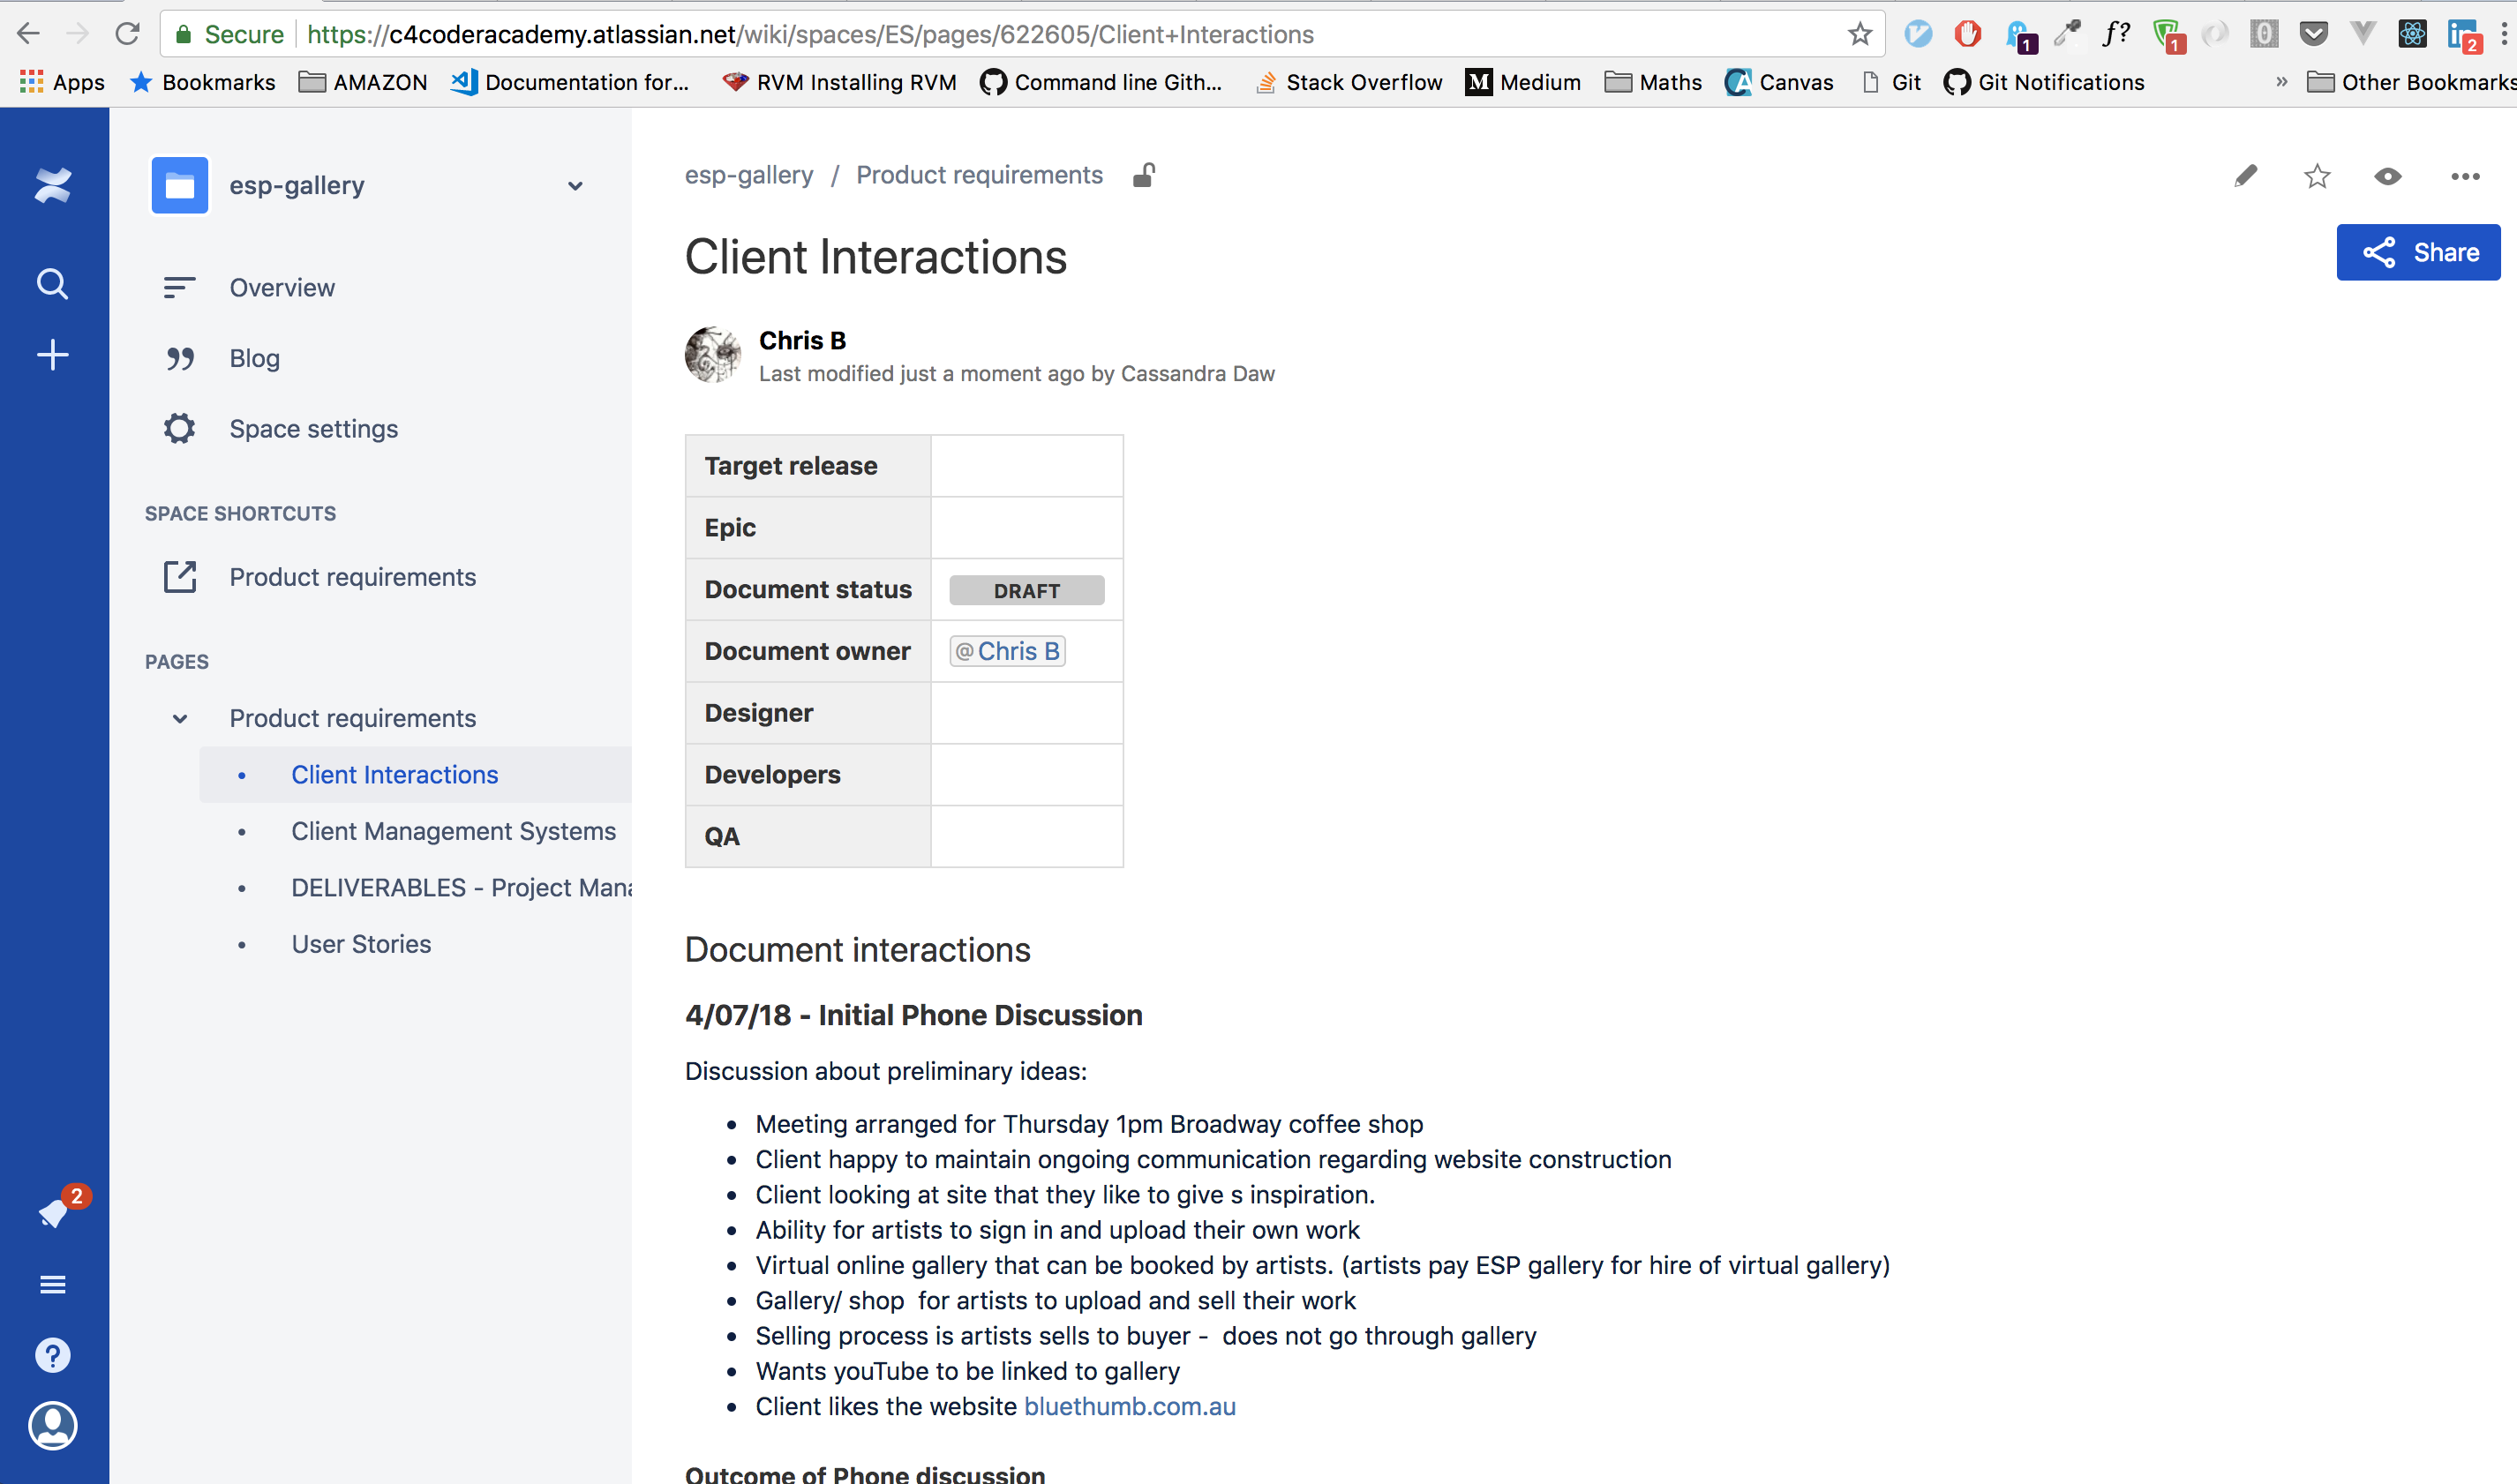 Secure https://c4coderacademy.atlassian.net/wiki/spaces/ES/pages/622605/Client+Interactions
1
f?
1
0
in
2
Apps
Bookmarks
AMAZON
Documentation for...
RVM Installing RVM
Command line Gith...
Stack Overflow
M Medium
Maths
CA Canvas
Git
Git Notifications
»
Other Bookmarks
esp-gallery
Overview
Blog
Space settings
SPACE SHORTCUTS
Product requirements
PAGES
Product requirements
• Client Interactions
• Client Management Systems
• DELIVERABLES - Project Mana
• User Stories
2
?
esp-gallery / Product requirements
Client Interactions
Share
Chris B
Last modified just a moment ago by Cassandra Daw
Target release
Epic
Document status DRAFT
Document owner @Chris B
Designer
Developers
QA
Document interactions
4/07/18 - Initial Phone Discussion
Discussion about preliminary ideas:
• Meeting arranged for Thursday 1pm Broadway coffee shop
• Client happy to maintain ongoing communication regarding website construction
• Client looking at site that they like to give s inspiration.
• Ability for artists to sign in and upload their own work
• Virtual online gallery that can be booked by artists. (artists pay ESP gallery for hire of virtual gallery)
• Gallery/ shop  for artists to upload and sell their work
• Selling process is artists sells to buyer -  does not go through gallery
• Wants youTube to be linked to gallery
• Client likes the website bluethumb.com.au
Outcome of Phone discussion